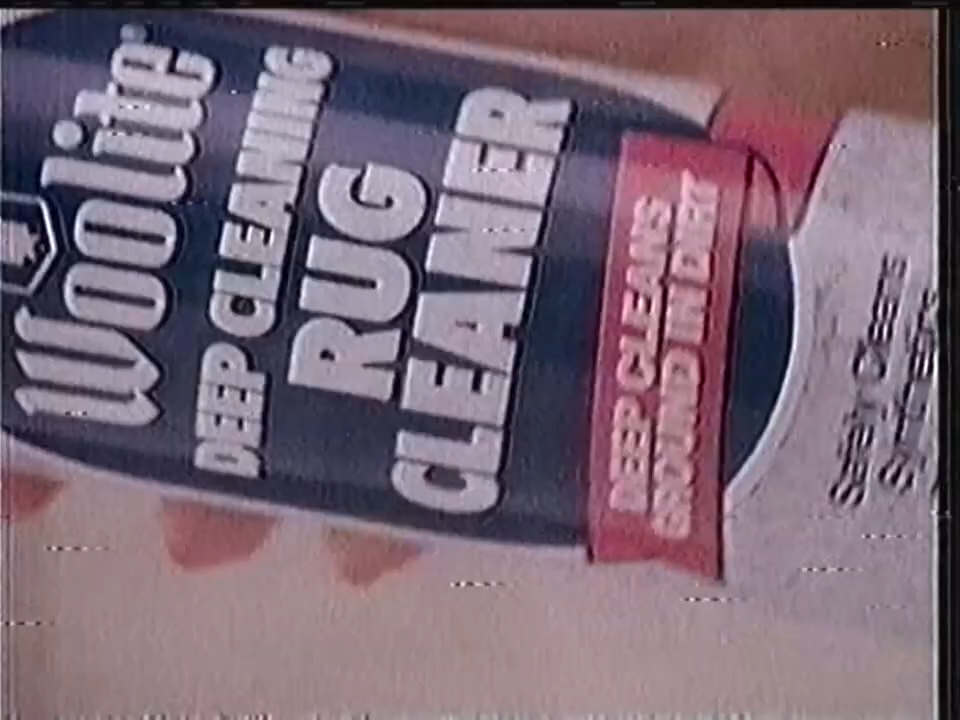 Woolite
DEEP CLEANING
RUG
CLEANER
DEEP CLEANS
GROUND IN DIRT